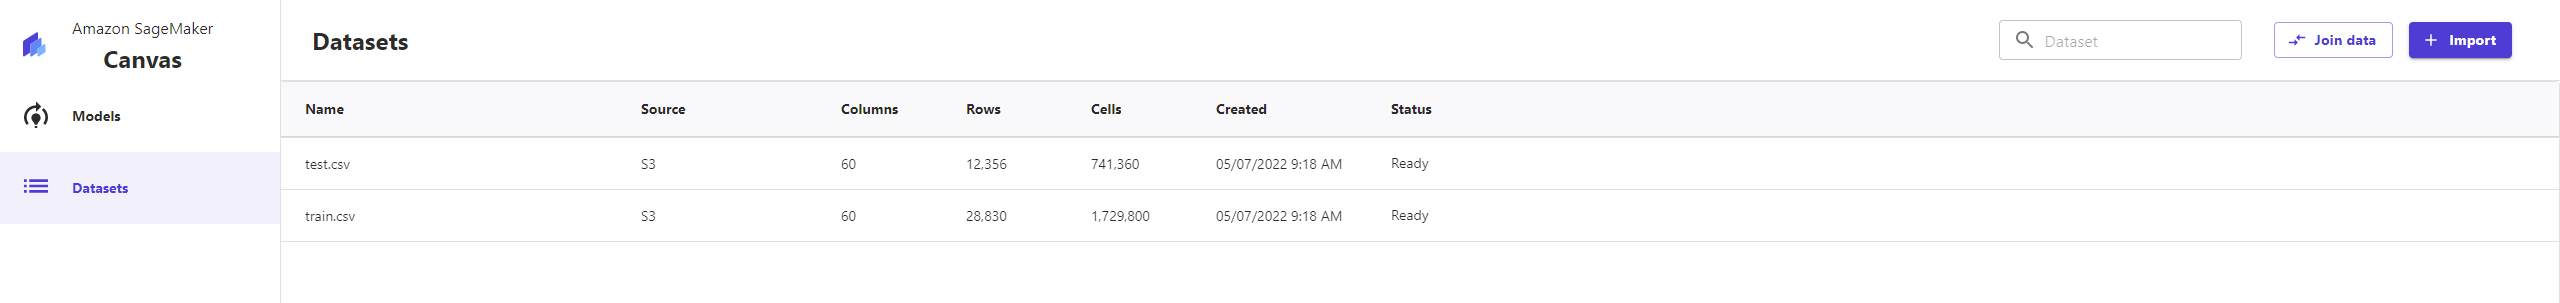 Amazon SageMaker
Canvas
Models
Datasets
Datasets
Dataset
Join data
Import
Name Source Columns Rows Cells Created Status
test.csv S3 60 12,356 741,360 05/07/2022 9:18 AM Ready
train.csv S3 60 28,830 1,729,800 05/07/2022 9:18 AM Ready